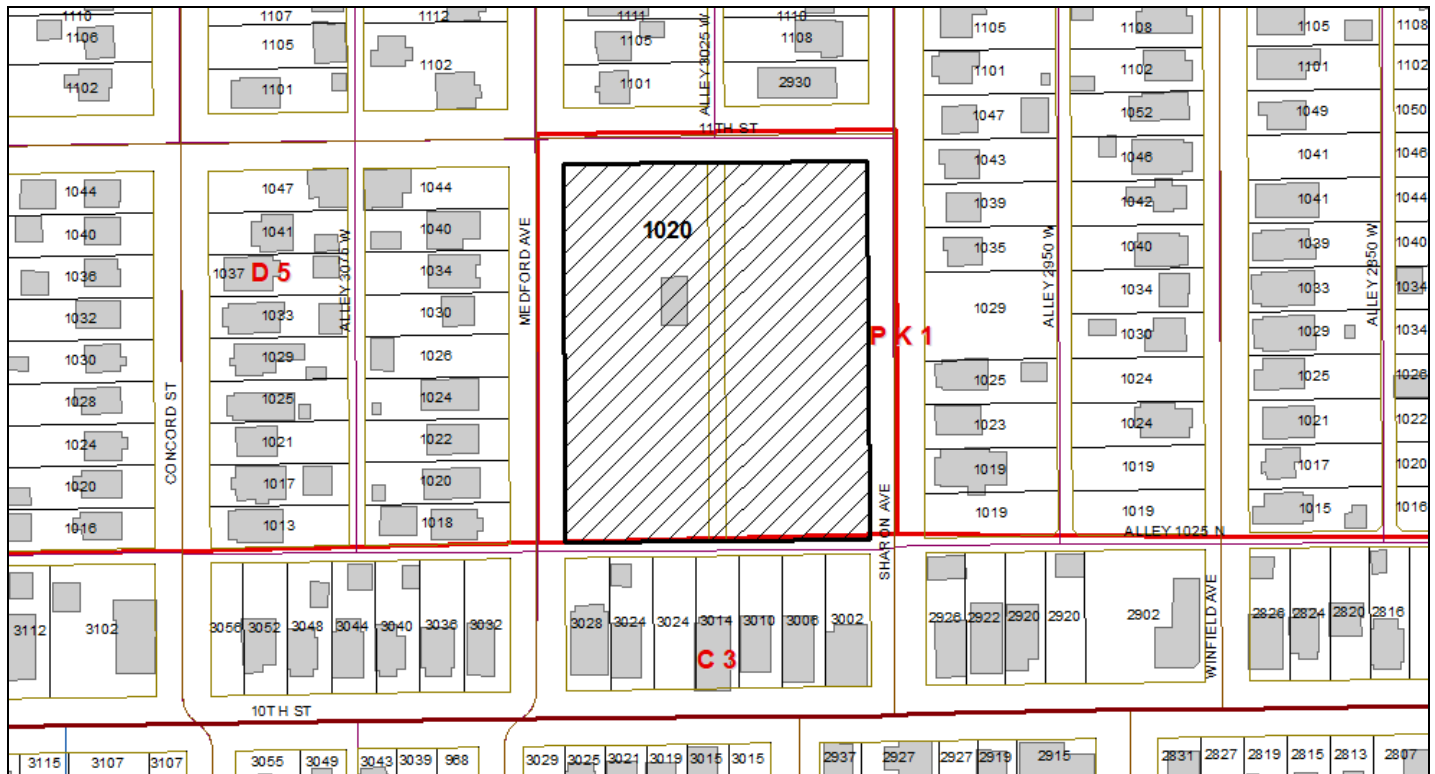 1110 1107 1112 1111 1110
1106 1105 1102 1105 1108 1105 1108 1105 1108
1102 1101 1101 2930 1101 1102 1101 1102
ALLEY 3025 W
1047 1052 1049 1050
11TH ST
1043 1046 1041 1046
1044 1047 1044 1039 1042 1041 1044
1040 1041 1040 1020 1035 1040 1039 1040
1036 1037 D 5 1034 1034 1033 1034
MEDFORD AVE
ALLEY 3075 W
ALLEY 2950 W
ALLEY 2850 W
1032 1033 1030 1029 1030 1029 1034
P K 1
1030 1029 1026 1025 1024 1025 1026
1028 1025 1024 1023 1024 1021 1022
1024 1021 1022 1019 1019 1017 1020
CONCORD ST
1020 1017 1020 1019 1019 1015 1016
1016 1013 1018
SHARON AVE
ALLEY 1025 N
WINFIELD AVE
3112 3102 3056 3052 3048 3044 3040 3036 3032 3028 3024 3024 3014 3010 3006 3002 2926 2922 2920 2920 2902 2826 2824 2820 2816
C 3
10TH ST
3115 3107 3107 3055 3049 3043 3039 968 3029 3025 3021 3019 3015 3015 2937 2927 2927 2919 2915 2831 2827 2819 2815 2813 2807